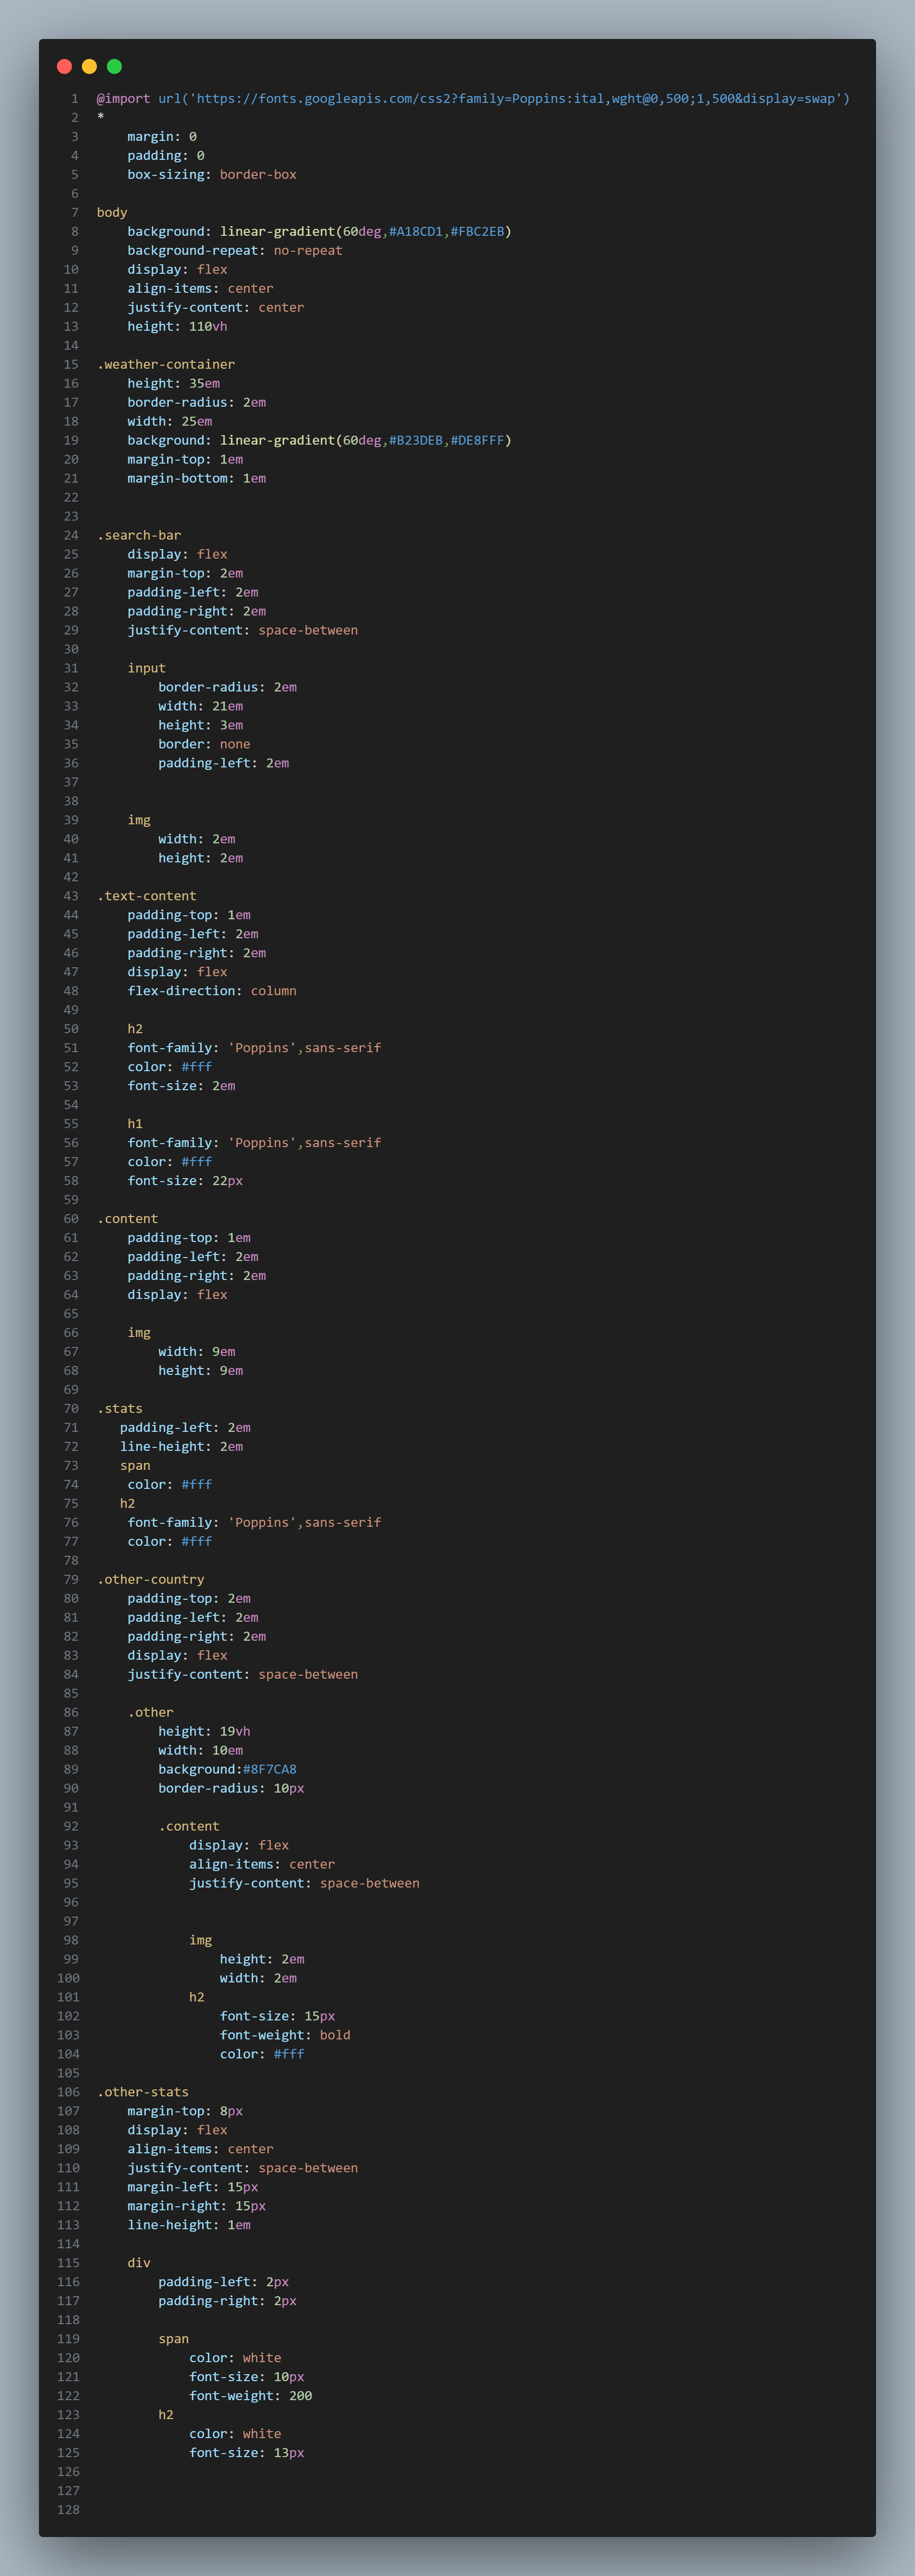 1 @import url('https://fonts.googleapis.com/css2?family=Poppins:ital,wght@0,500;1,500&display=swap')
2 *
3     margin: 0
4     padding: 0
5     box-sizing: border-box
6
7 body
8     background: linear-gradient(60deg,#A18CD1,#FBC2EB)
9     background-repeat: no-repeat
10     display: flex
11     align-items: center
12     justify-content: center
13     height: 110vh
14
15 .weather-container
16     height: 35em
17     border-radius: 2em
18     width: 25em
19     background: linear-gradient(60deg,#B23DEB,#DE8FFF)
20     margin-top: 1em
21     margin-bottom: 1em
22
23
24 .search-bar
25     display: flex
26     margin-top: 2em
27     padding-left: 2em
28     padding-right: 2em
29     justify-content: space-between
30
31     input
32         border-radius: 2em
33         width: 21em
34         height: 3em
35         border: none
36         padding-left: 2em
37
38
39     img
40         width: 2em
41         height: 2em
42
43 .text-content
44     padding-top: 1em
45     padding-left: 2em
46     padding-right: 2em
47     display: flex
48     flex-direction: column
49
50     h2
51     font-family: 'Poppins',sans-serif
52     color: #fff
53     font-size: 2em
54
55     h1
56     font-family: 'Poppins',sans-serif
57     color: #fff
58     font-size: 22px
59
60 .content
61     padding-top: 1em
62     padding-left: 2em
63     padding-right: 2em
64     display: flex
65
66     img
67         width: 9em
68         height: 9em
69
70 .stats
71    padding-left: 2em
72    line-height: 2em
73    span
74     color: #fff
75    h2
76     font-family: 'Poppins',sans-serif
77     color: #fff
78
79 .other-country
80     padding-top: 2em
81     padding-left: 2em
82     padding-right: 2em
83     display: flex
84     justify-content: space-between
85
86     .other
87         height: 19vh
88         width: 10em
89         background:#8F7CA8
90         border-radius: 10px
91
92         .content
93             display: flex
94             align-items: center
95             justify-content: space-between
96
97
98             img
99                 height: 2em
100                 width: 2em
101             h2
102                 font-size: 15px
103                 font-weight: bold
104                 color: #fff
105
106 .other-stats
107     margin-top: 8px
108     display: flex
109     align-items: center
110     justify-content: space-between
111     margin-left: 15px
112     margin-right: 15px
113     line-height: 1em
114
115     div
116         padding-left: 2px
117         padding-right: 2px
118
119         span
120             color: white
121             font-size: 10px
122             font-weight: 200
123         h2
124             color: white
125             font-size: 13px
126
127
128